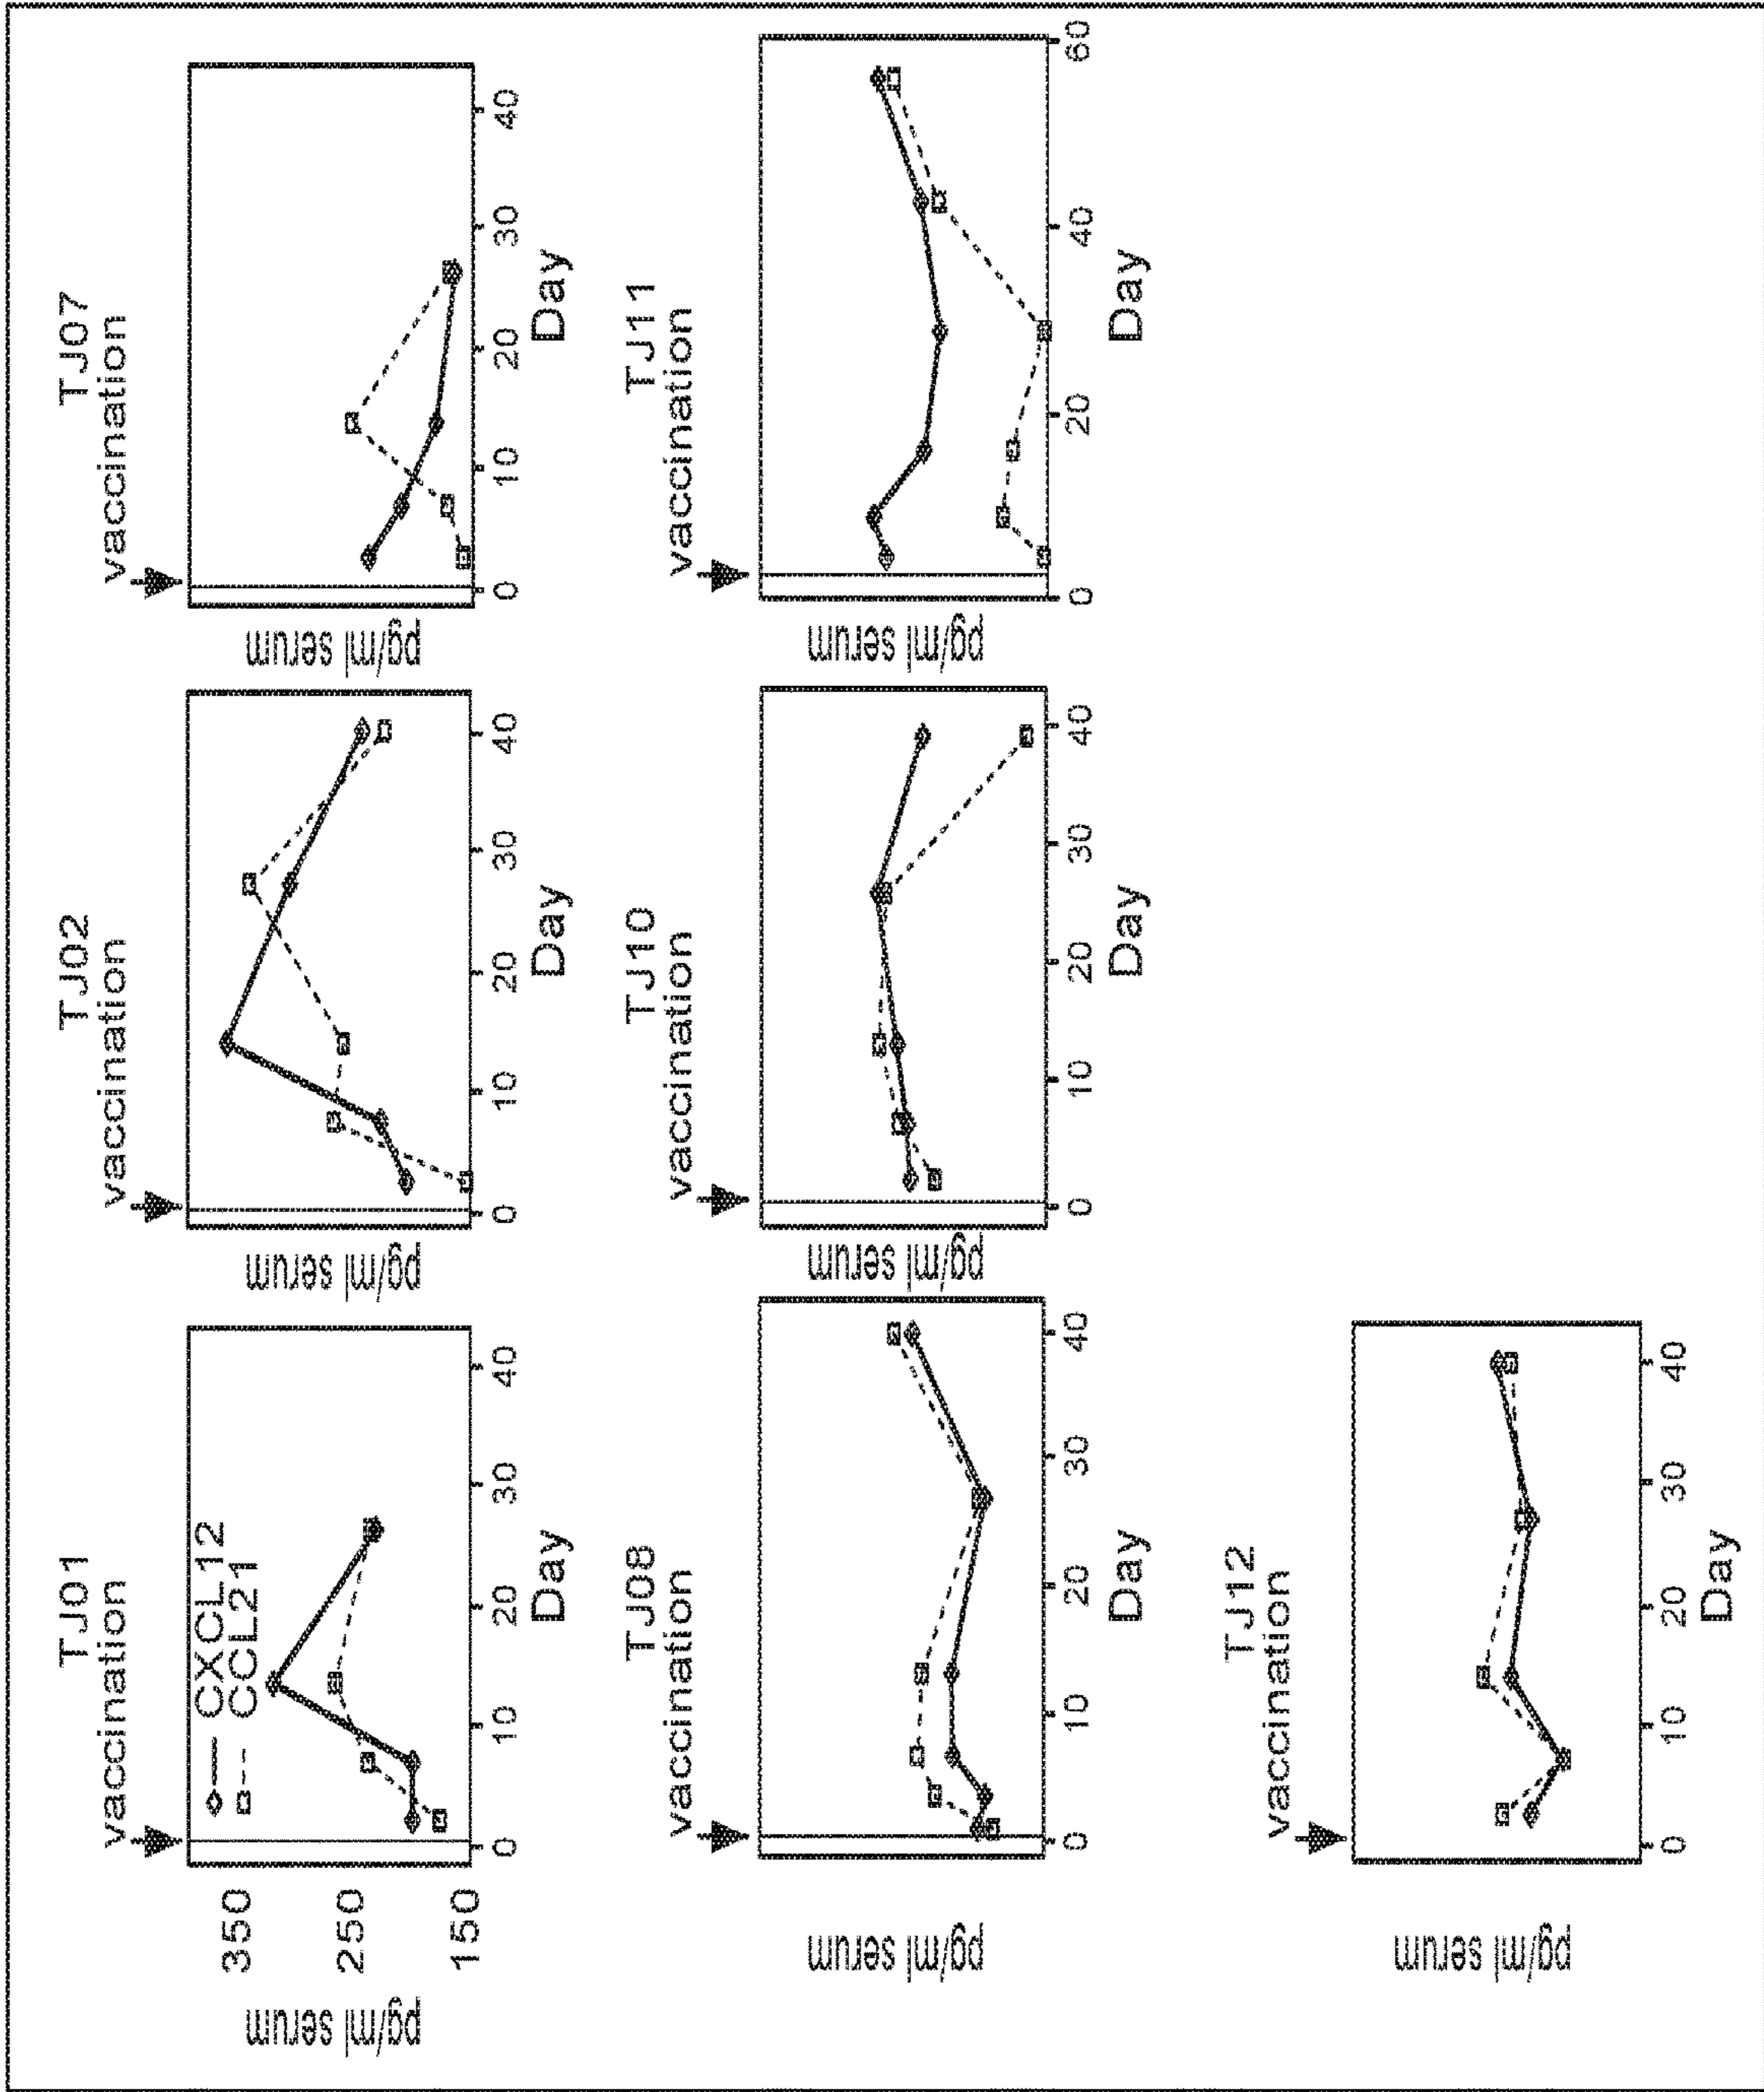 TJ01
vaccination
CXCL12
CCL21
350
250
150
pg/ml serum
0 10 20 30 40
Day
TJ02
vaccination
pg/ml serum
0 10 20 30 40
Day
TJ07
vaccination
pg/ml serum
0 10 20 30 40
Day
TJ08
vaccination
pg/ml serum
0 10 20 30 40
Day
TJ10
vaccination
pg/ml serum
0 10 20 30 40
Day
TJ11
vaccination
pg/ml serum
0 20 40 60
Day
TJ12
vaccination
pg/ml serum
0 10 20 30 40
Day